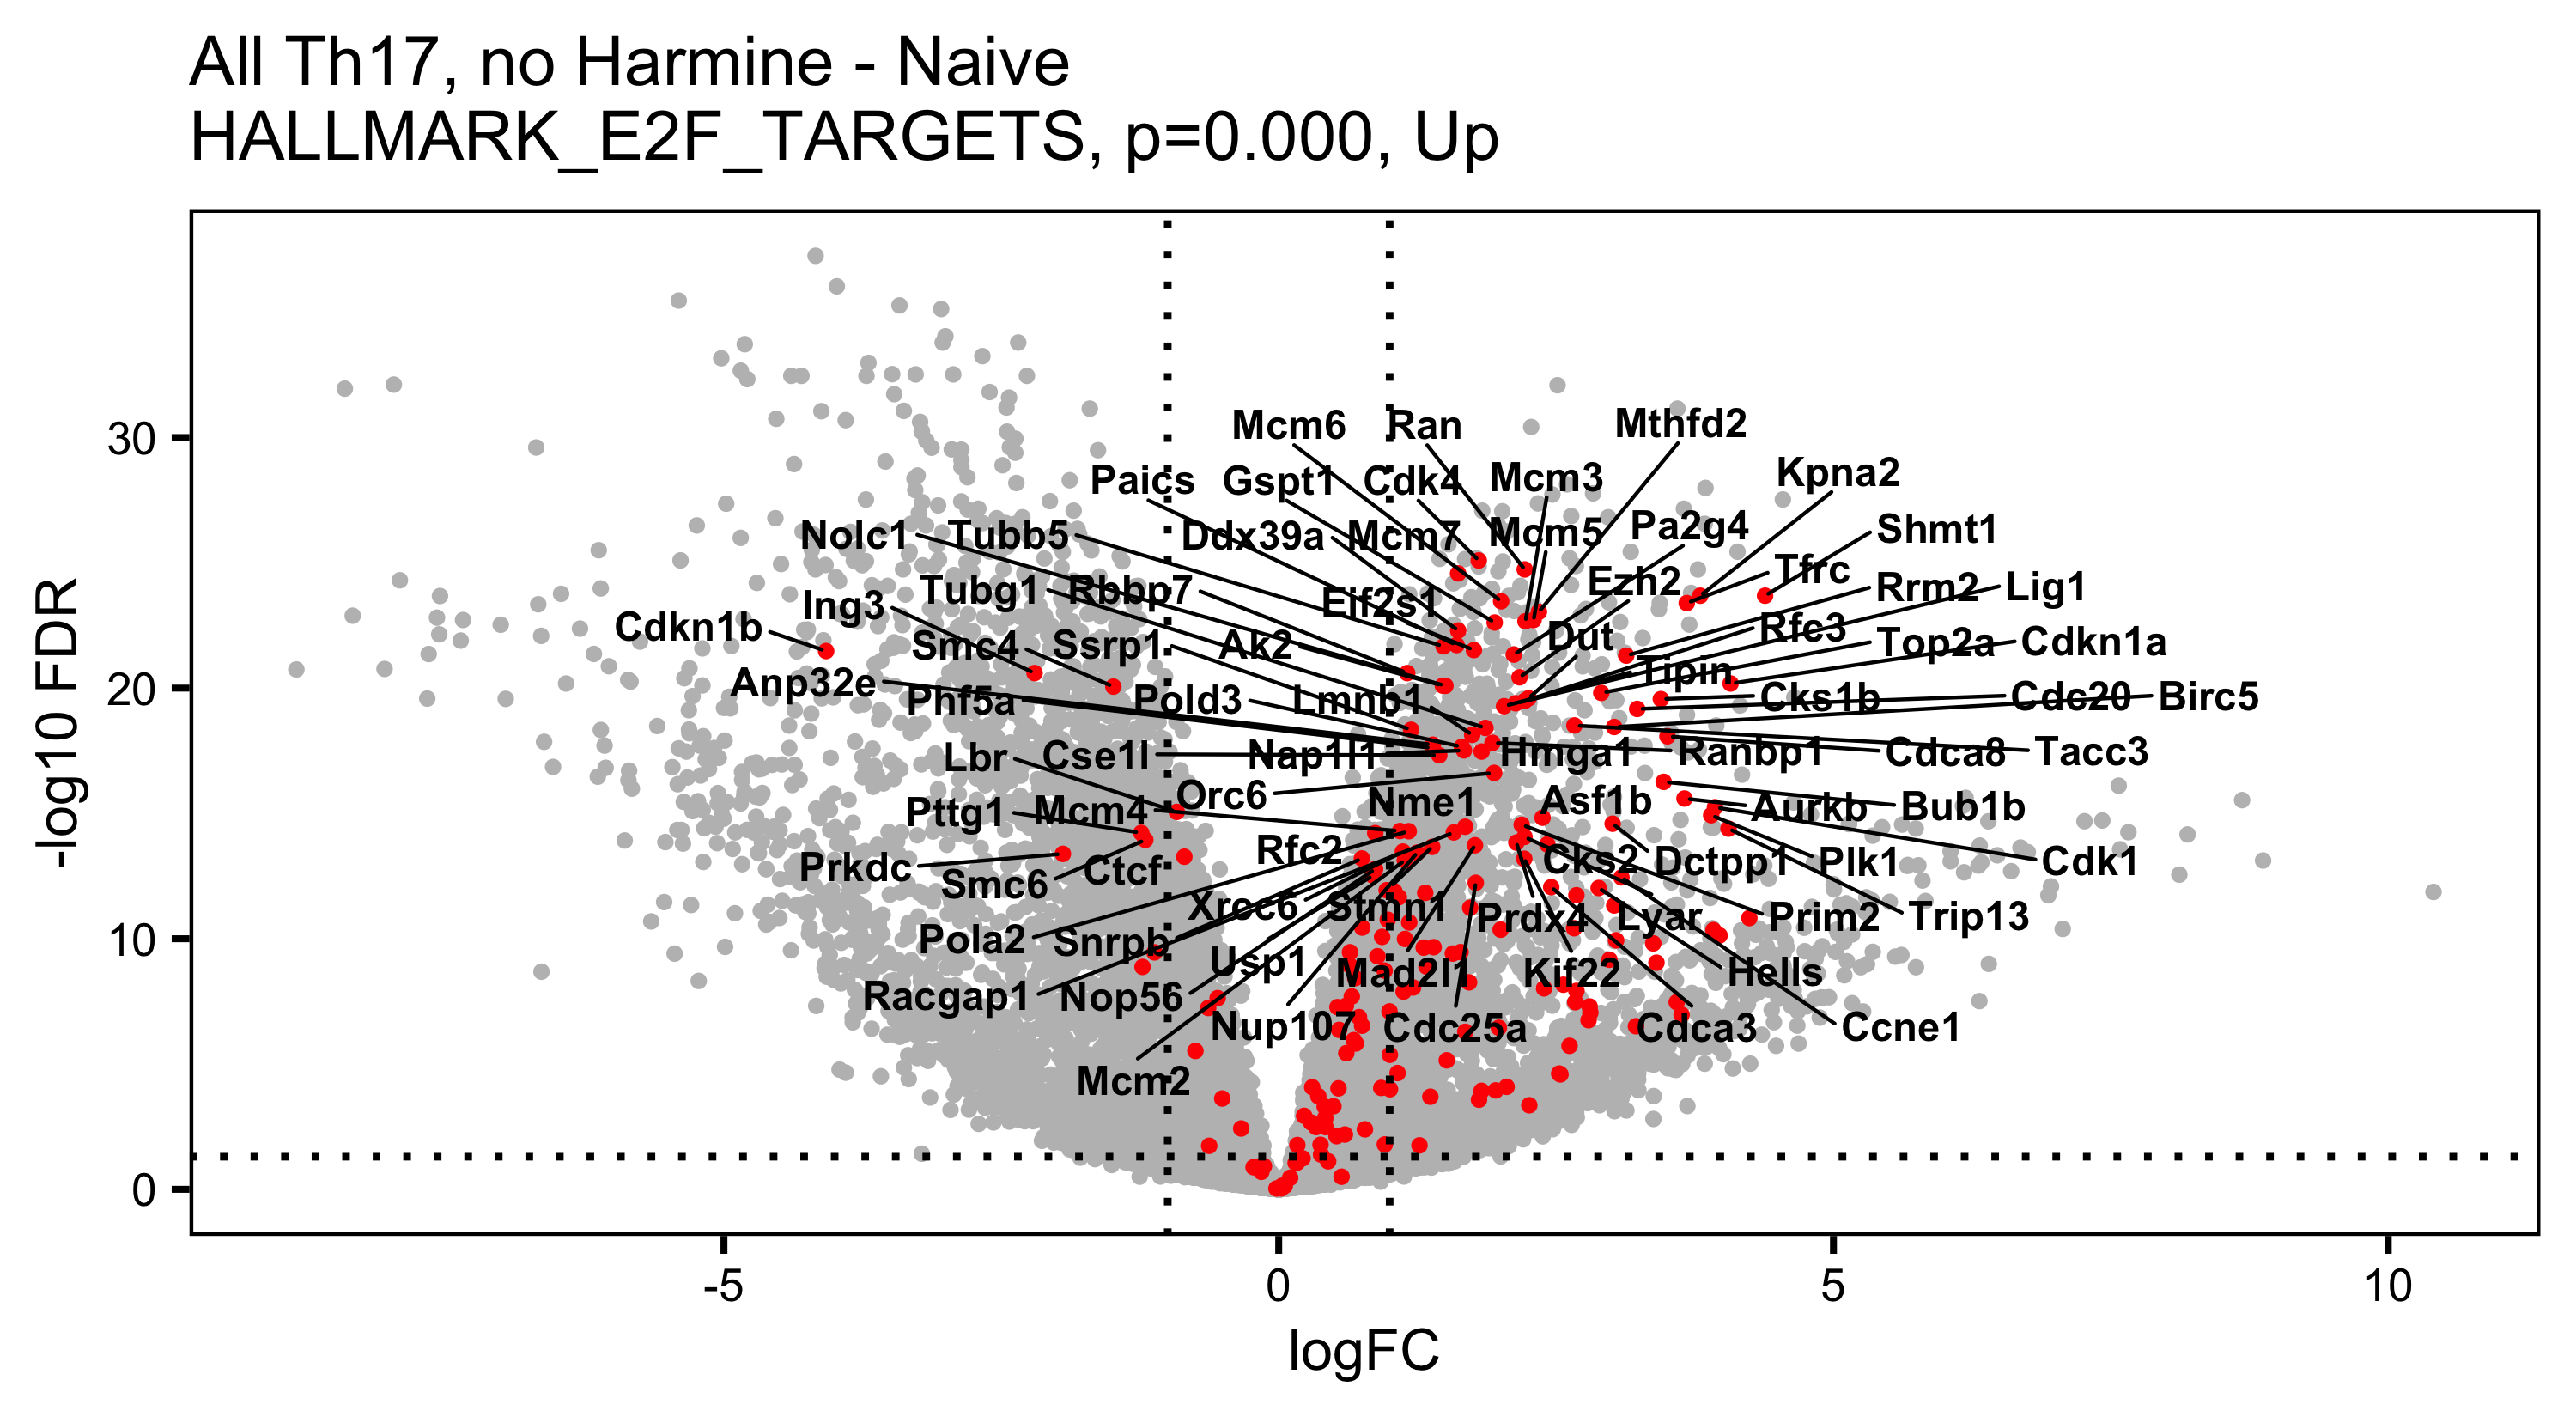 All Th17, no Harmine - Naive
HALLMARK_E2F_TARGETS, p=0.000, Up
Mcm6 Ran Mthfd2
Paics Gspt1 Cdk4 Mcm3 Kpna2
Nolc1 Tubb5 Ddx39a Mcm7 Mcm5 Pa2g4 Shmt1
Tubg1 Rbbp7 Eif2s1 Ezh2 Tfrc Rrm2 Lig1
Cdkn1b Ing3 Smc4 Ssrp1 Ak2 Dut Rfc3 Top2a Cdkn1a
Anp32e Phf5a Pold3 Lmnb1 Tipin Cks1b Cdc20 Birc5
Lbr Cse1l Nap1l1 Hmga1 Ranbp1 Cdca8 Tacc3
Pttg1 Mcm4 Orc6 Nme1 Asf1b Aurkb Bub1b
Prkdc Smc6 Ctcf Rfc2 Cks2 Dctpp1 Plk1 Cdk1
Pola2 Snrpb Xrcc6 Stmn1 Prdx4 Lyar Prim2 Trip13
Racgap1 Nop56 Usp1 Mad2l1 Kif22 Hells
Nup107 Cdc25a Cdca3 Ccne1
Mcm2
-log10 FDR
30
20
10
0
-5 0 5 10
logFC